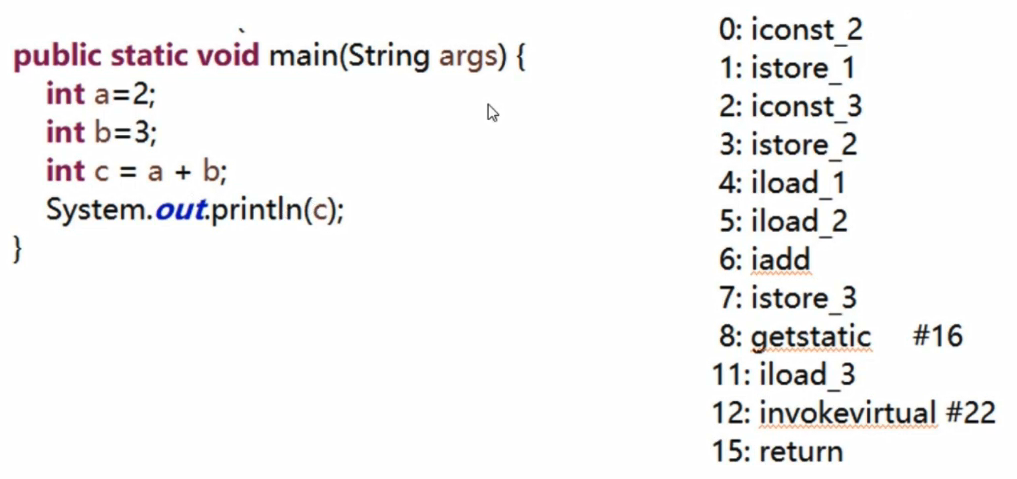 public static void main(String args) {
int a=2;
int b=3;
int c = a + b;
System.out.println(c);
}
0: iconst_2
1: istore_1
2: iconst_3
3: istore_2
4: iload_1
5: iload_2
6: iadd
7: istore_3
8: getstatic #16
11: iload_3
12: invokevirtual #22
15: return